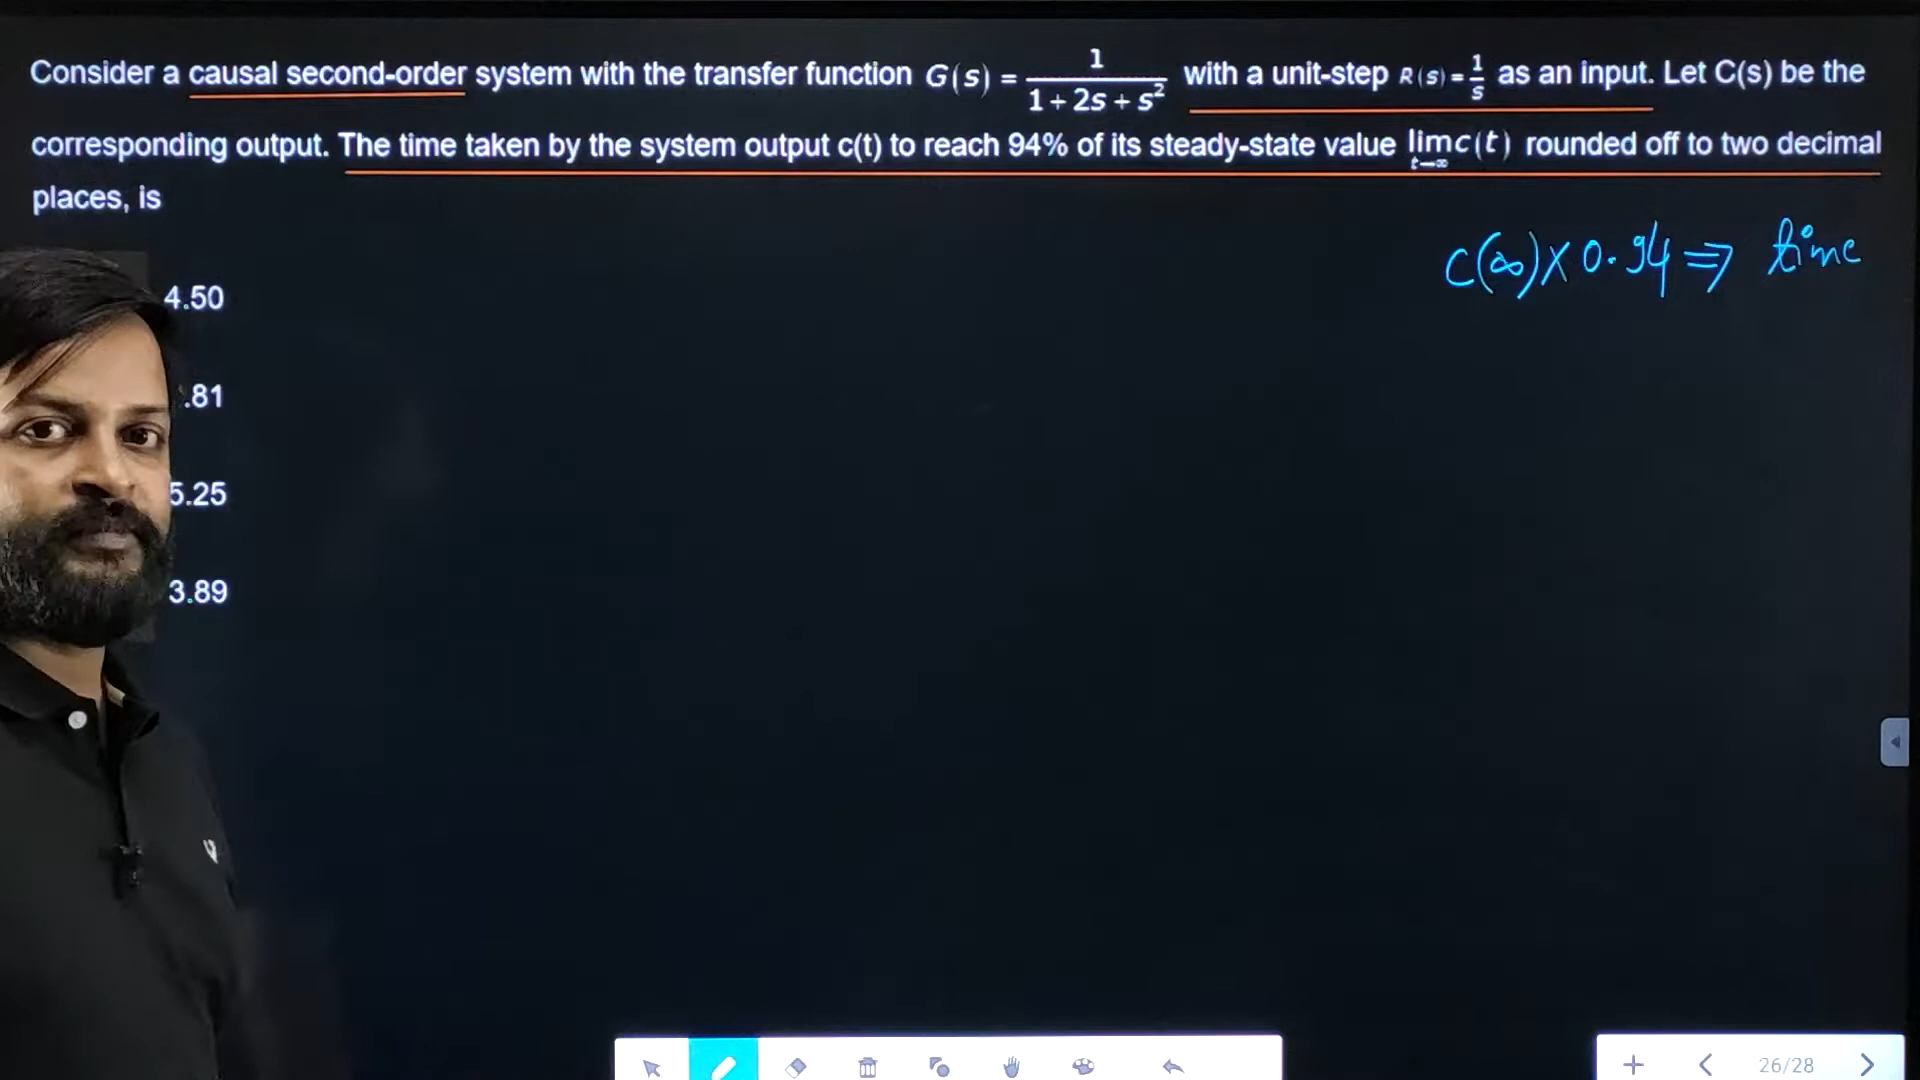 Consider a causal second-order system with the transfer function G(s) = 1/(1+2s+s²) with a unit-step R(s)=1/s as an input. Let C(s) be the
corresponding output. The time taken by the system output c(t) to reach 94% of its steady-state value lim t→∞ c(t) rounded off to two decimal
places, is
C(∞)×0.94 ⇒ time
4.50
.81
5.25
3.89
26/28